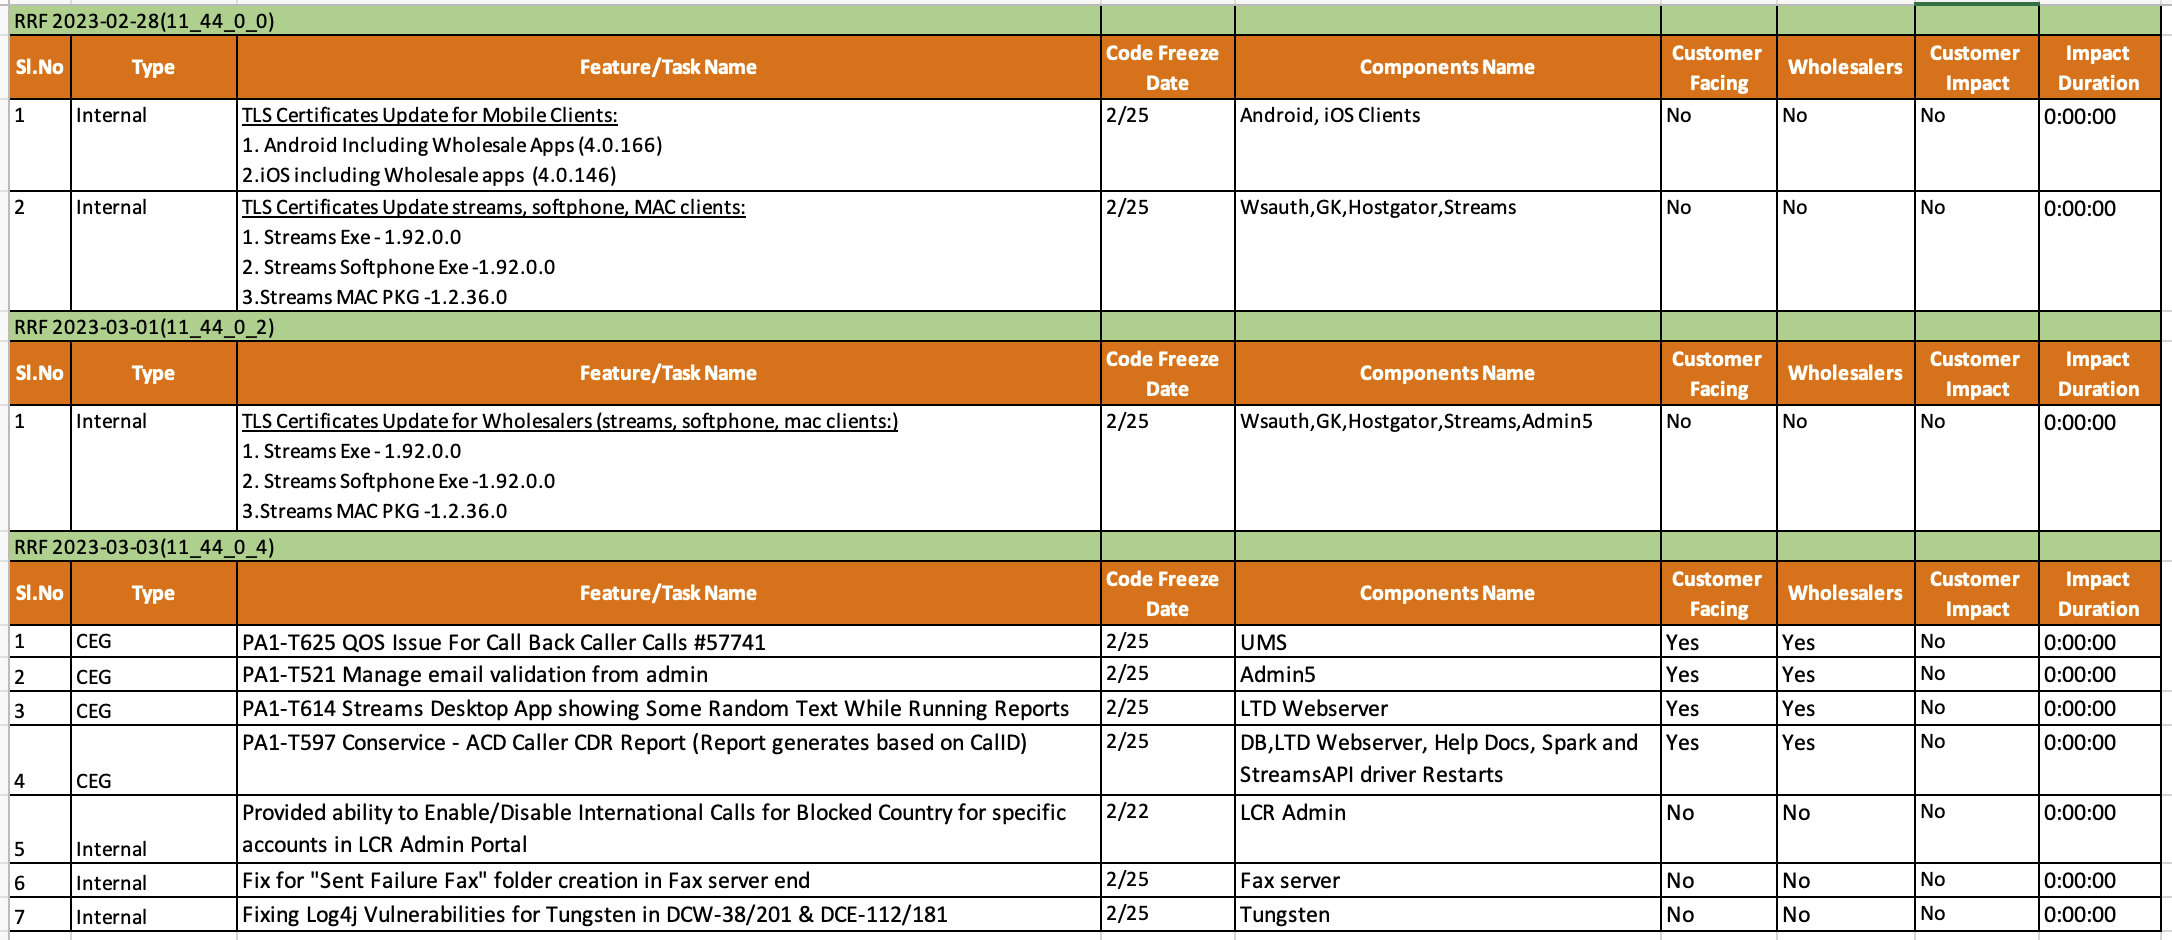 RRF 2023-02-28(11_44_0_0)
Sl.No Type Feature/Task Name Code Freeze Date Components Name Customer Facing Wholesalers Customer Impact Impact Duration
1 Internal TLS Certificates Update for Mobile Clients: 2/25 Android, iOS Clients No No No 0:00:00
1. Android Including Wholesale Apps (4.0.166)
2.iOS including Wholesale apps (4.0.146)
2 Internal TLS Certificates Update streams, softphone, MAC clients: 2/25 Wsauth,GK,Hostgator,Streams No No No 0:00:00
1. Streams Exe - 1.92.0.0
2. Streams Softphone Exe -1.92.0.0
3.Streams MAC PKG -1.2.36.0
RRF 2023-03-01(11_44_0_2)
Sl.No Type Feature/Task Name Code Freeze Date Components Name Customer Facing Wholesalers Customer Impact Impact Duration
1 Internal TLS Certificates Update for Wholesalers (streams, softphone, mac clients:) 2/25 Wsauth,GK,Hostgator,Streams,Admin5 No No No 0:00:00
1. Streams Exe - 1.92.0.0
2. Streams Softphone Exe -1.92.0.0
3.Streams MAC PKG -1.2.36.0
RRF 2023-03-03(11_44_0_4)
Sl.No Type Feature/Task Name Code Freeze Date Components Name Customer Facing Wholesalers Customer Impact Impact Duration
1 CEG PA1-T625 QOS Issue For Call Back Caller Calls #57741 2/25 UMS Yes Yes No 0:00:00
2 CEG PA1-T521 Manage email validation from admin 2/25 Admin5 Yes Yes No 0:00:00
3 CEG PA1-T614 Streams Desktop App showing Some Random Text While Running Reports 2/25 LTD Webserver Yes Yes No 0:00:00
4 CEG PA1-T597 Conservice - ACD Caller CDR Report (Report generates based on CalID) 2/25 DB,LTD Webserver, Help Docs, Spark and StreamsAPI driver Restarts Yes Yes No 0:00:00
5 Internal Provided ability to Enable/Disable International Calls for Blocked Country for specific accounts in LCR Admin Portal 2/22 LCR Admin No No No 0:00:00
6 Internal Fix for "Sent Failure Fax" folder creation in Fax server end 2/25 Fax server No No No 0:00:00
7 Internal Fixing Log4j Vulnerabilities for Tungsten in DCW-38/201 & DCE-112/181 2/25 Tungsten No No No 0:00:00